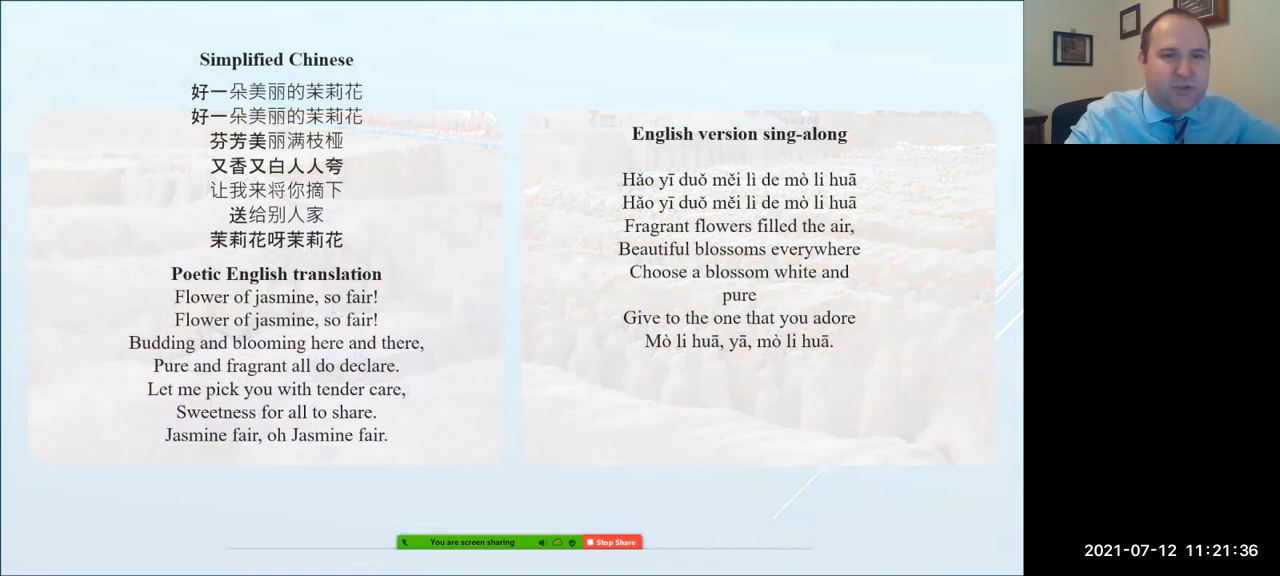 Simplified Chinese
好一朵美丽的茉莉花
好一朵美丽的茉莉花
芬芳美丽满枝桠
又香又白人人夸
让我来将你摘下
送给别人家
茉莉花呀茉莉花
Poetic English translation
Flower of jasmine, so fair!
Flower of jasmine, so fair!
Budding and blooming here and there,
Pure and fragrant all do declare.
Let me pick you with tender care,
Sweetness for all to share.
Jasmine fair, oh Jasmine fair.
English version sing-along
Hăo yī duŏ mĕi lì de mò li huā
Hăo yī duŏ mĕi lì de mò li huā
Fragrant flowers filled the air,
Beautiful blossoms everywhere
Choose a blossom white and
pure
Give to the one that you adore
Mò li huā, yā, mò li huā.
You are screen sharing
Stop Share
2021-07-12 11:21:36